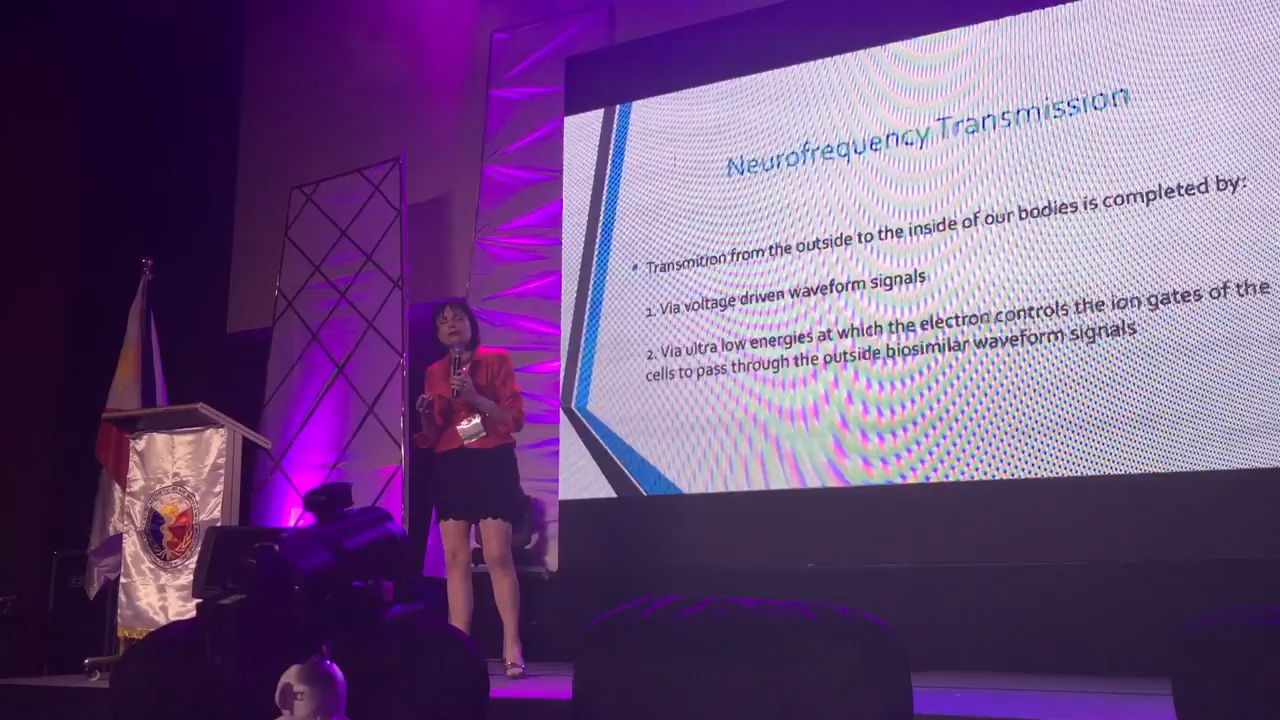 Neurofrequency Transmission
Transmition from the outside to the inside of our bodies is completed by:
1. Via voltage driven waveform signals
2. Via ultra low energies at which the electron controls the ion gates of the
cells to pass through the outside biosimilar waveform signals